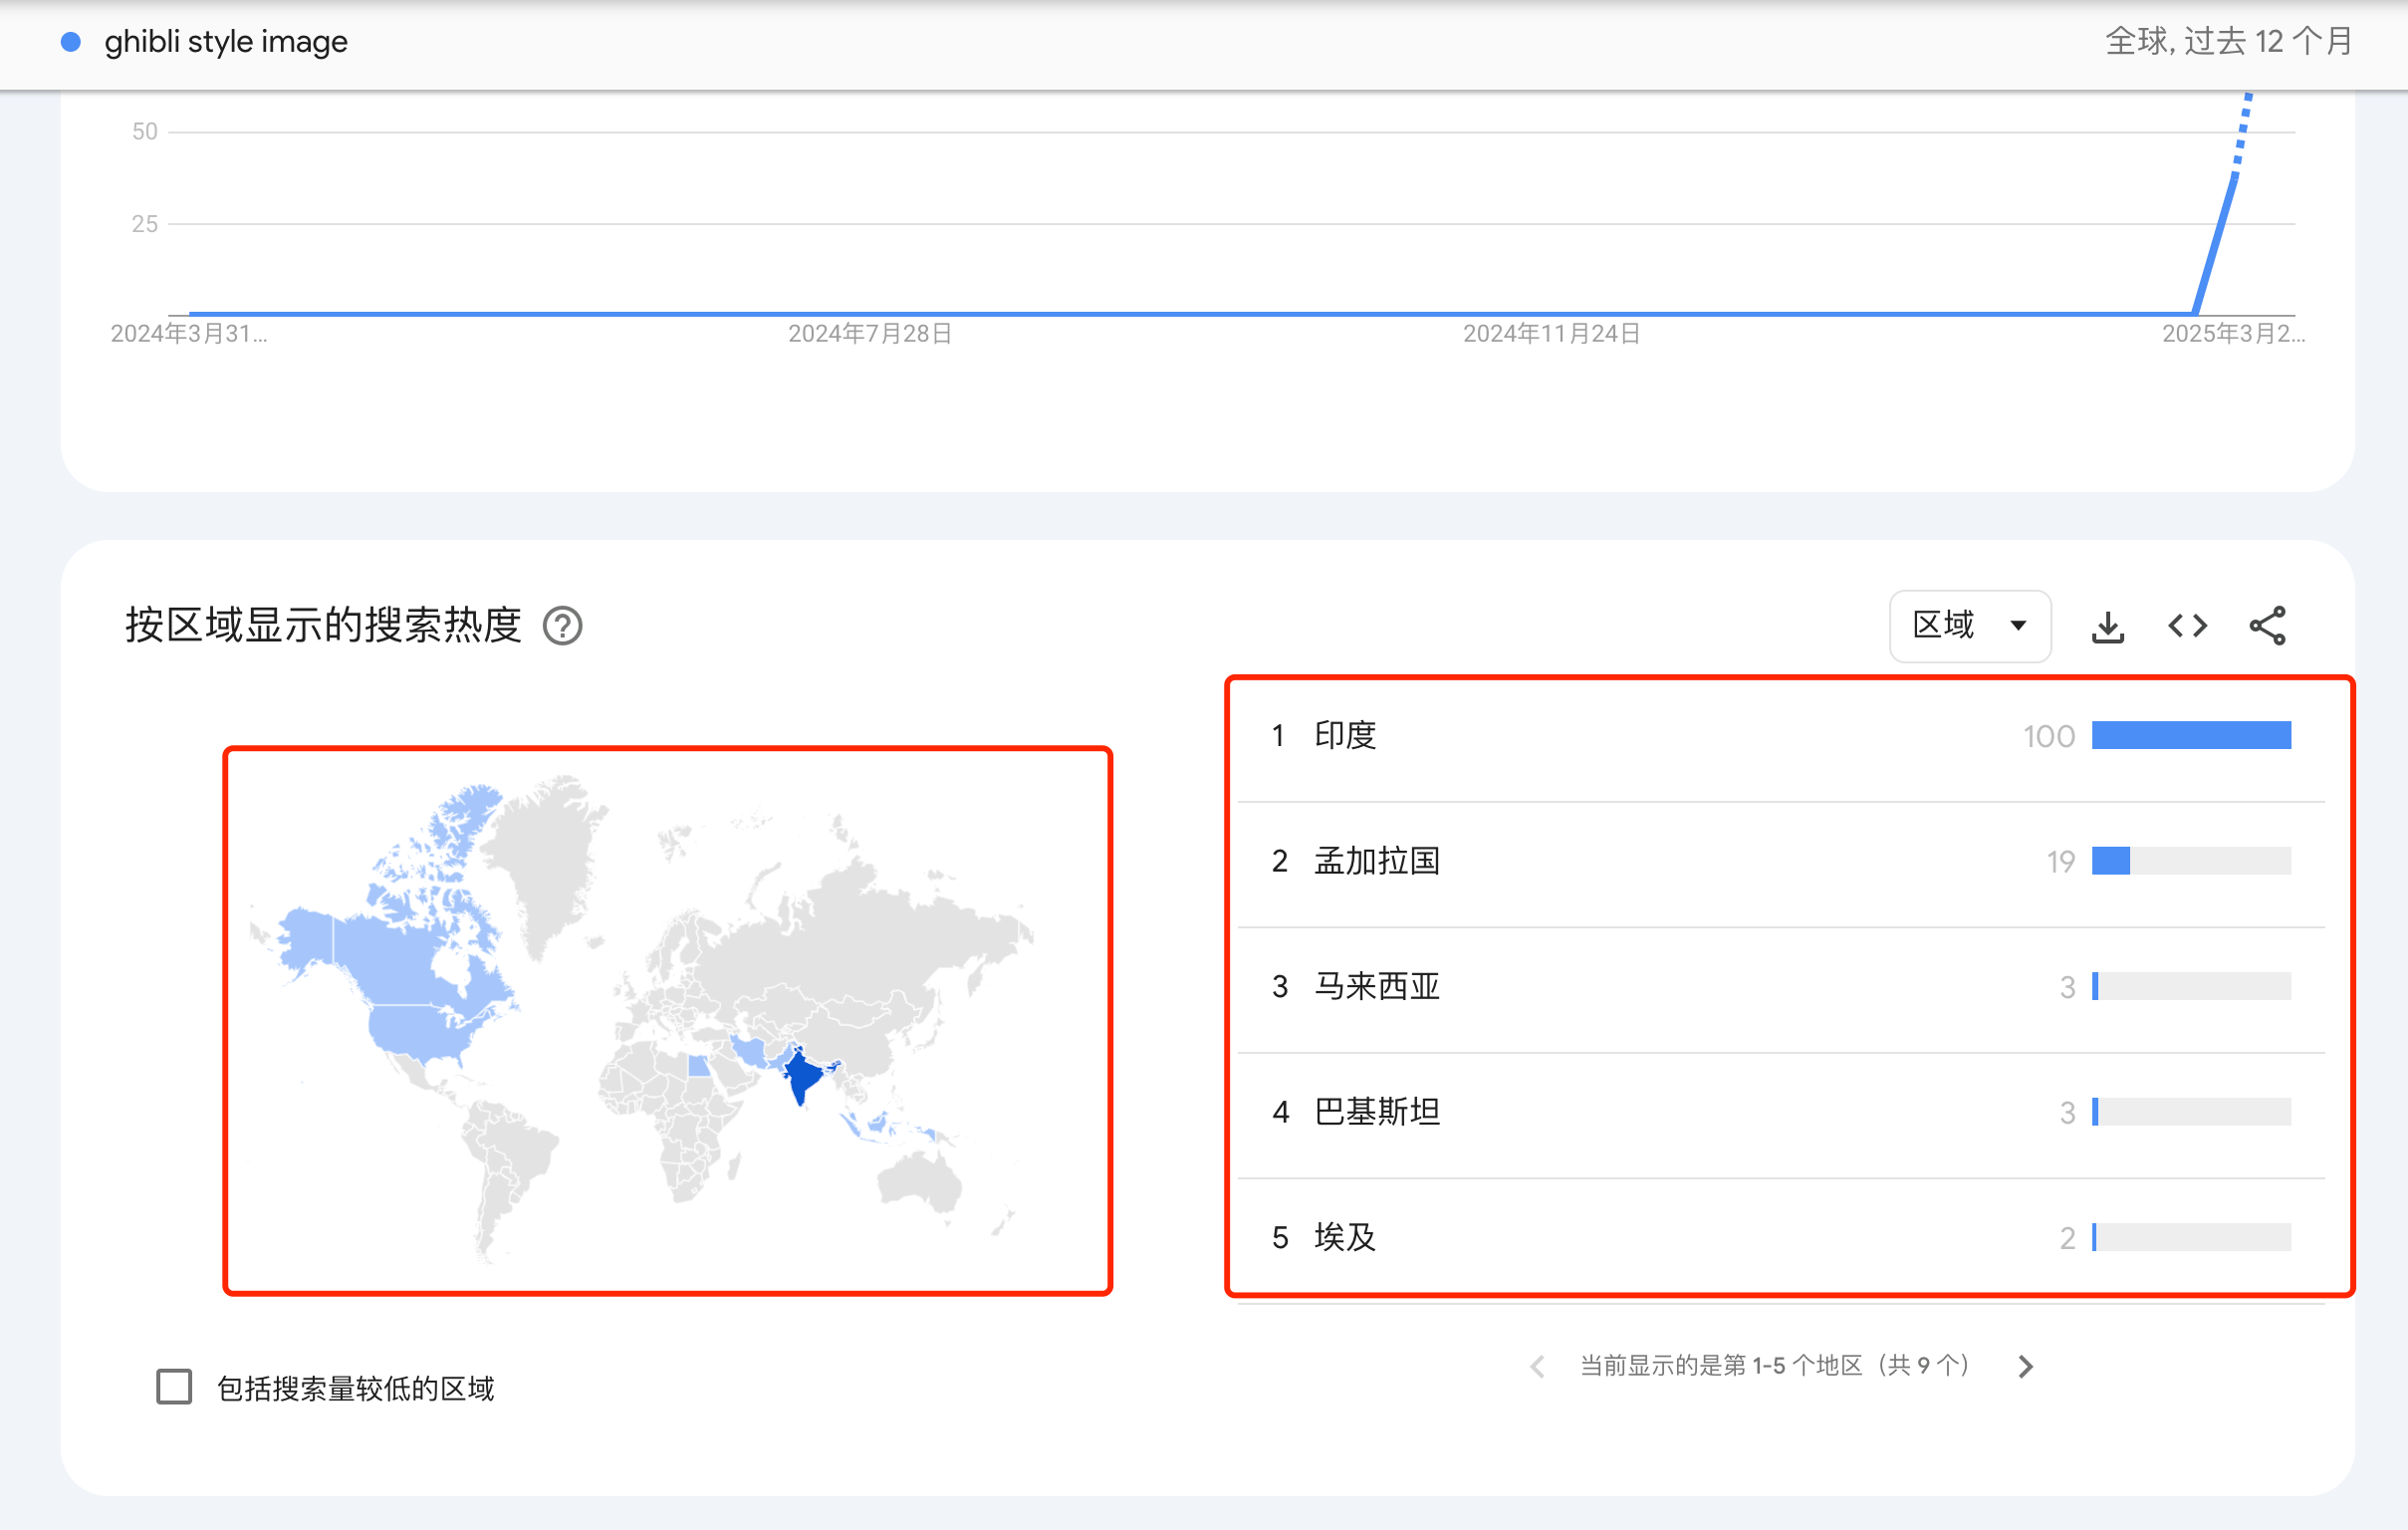 ghibli style image
全球, 过去 12 个月
50
25
2024年3月31...
2024年7月28日
2024年11月24日
2025年3月2...
按区域显示的搜索热度
区域
1 印度 100
2 孟加拉国 19
3 马来西亚 3
4 巴基斯坦 3
5 埃及 2
包括搜索量较低的区域
当前显示的是第 1-5 个地区（共 9 个）